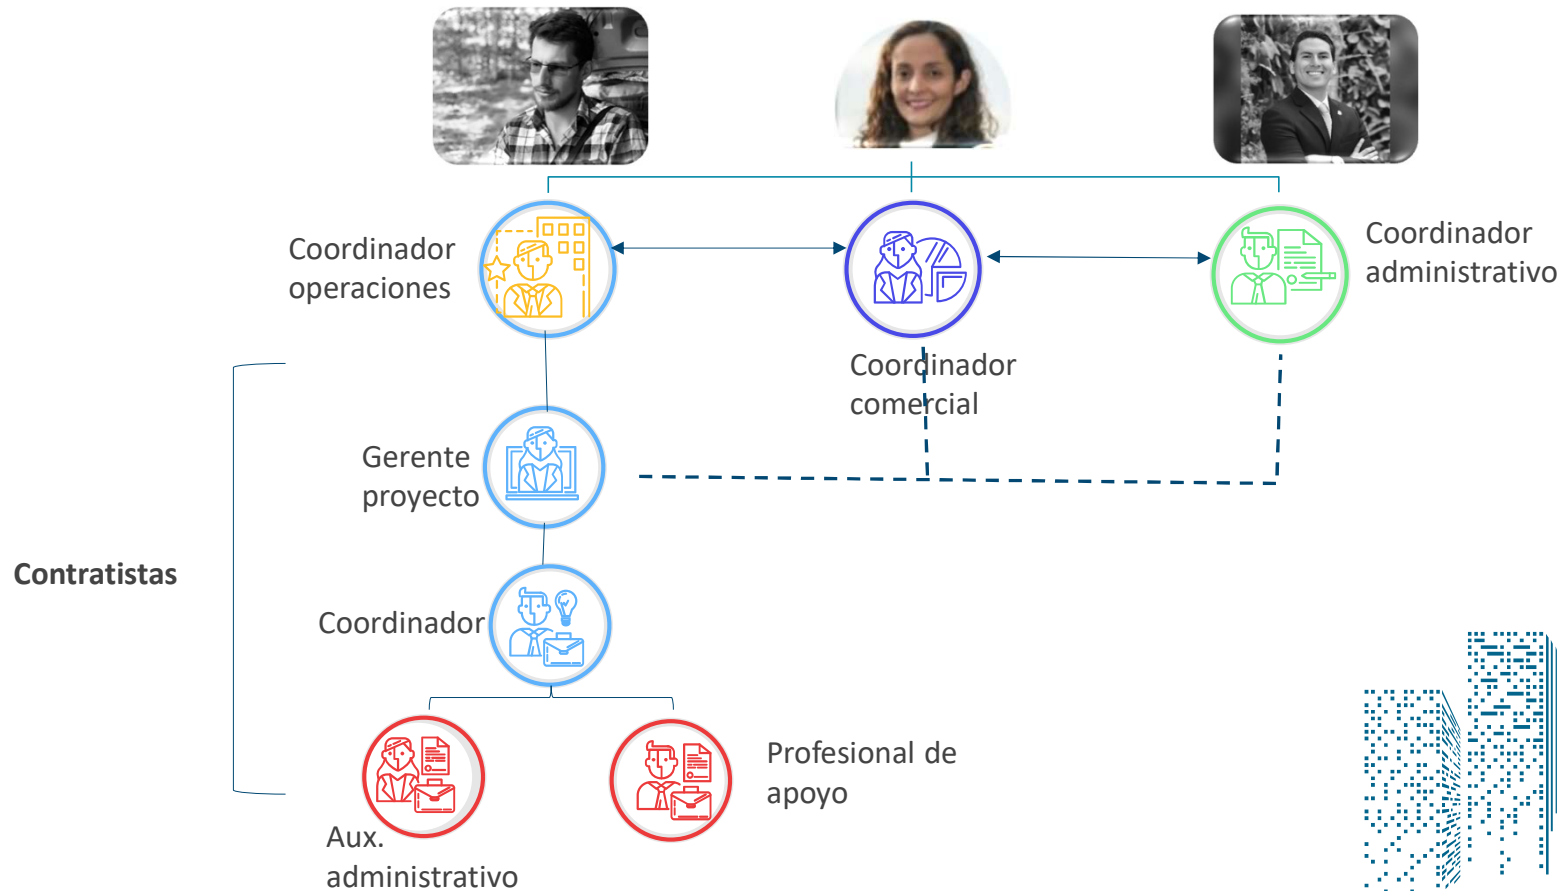 Coordinador
operaciones
Coordinador
administrativo
Coordinador
comercial
Gerente
proyecto
Contratistas
Coordinador
Profesional de
apoyo
Aux.
administrativo